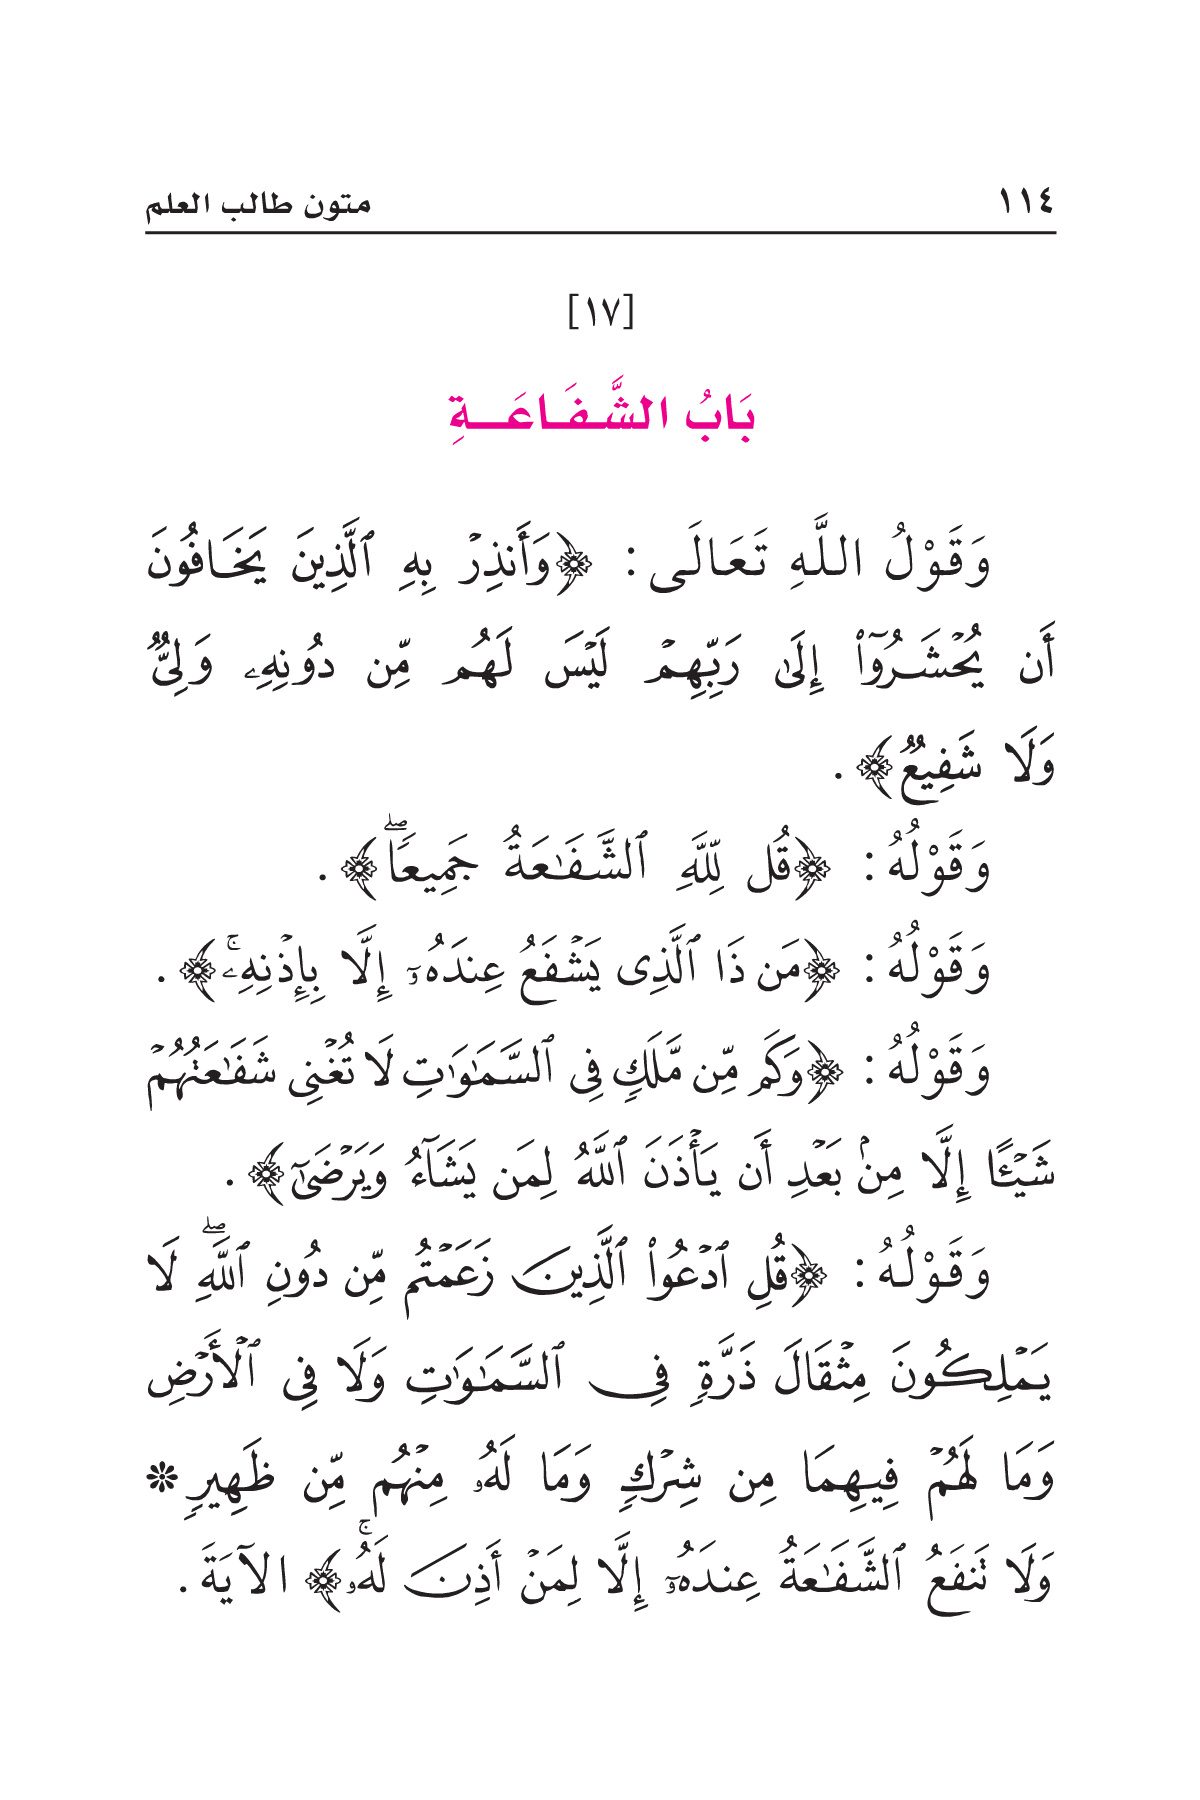 ١١٤
متون طالب العلم
[١٧]
بَابُ الشَّفَاعَةِ
وَقَوْلُ اللَّهِ تَعَالَى: ﴿وَأَنذِرْ بِهِ ٱلَّذِينَ يَخَافُونَ
أَن يُحْشَرُوٓا۟ إِلَىٰ رَبِّهِمْ لَيْسَ لَهُم مِّن دُونِهِۦ وَلِىٌّ
وَلَا شَفِيعٌ﴾.
وَقَوْلُهُ: ﴿قُل لِّلَّهِ ٱلشَّفَـٰعَةُ جَمِيعًاۖ﴾.
وَقَوْلُهُ: ﴿مَن ذَا ٱلَّذِى يَشْفَعُ عِندَهُۥٓ إِلَّا بِإِذْنِهِۦۚ﴾.
وَقَوْلُهُ: ﴿وَكَم مِّن مَّلَكٍ فِى ٱلسَّمَـٰوَٰتِ لَا تُغْنِى شَفَـٰعَتُهُمْ
شَيْـًٔا إِلَّا مِنۢ بَعْدِ أَن يَأْذَنَ ٱللَّهُ لِمَن يَشَآءُ وَيَرْضَىٰٓ﴾.
وَقَوْلُهُ: ﴿قُلِ ٱدْعُوا۟ ٱلَّذِينَ زَعَمْتُم مِّن دُونِ ٱللَّهِۖ لَا
يَمْلِكُونَ مِثْقَالَ ذَرَّةٍ فِى ٱلسَّمَـٰوَٰتِ وَلَا فِى ٱلْأَرْضِ
وَمَا لَهُمْ فِيهِمَا مِن شِرْكٍ وَمَا لَهُۥ مِنْهُم مِّن ظَهِيرٍ *
وَلَا تَنفَعُ ٱلشَّفَـٰعَةُ عِندَهُۥٓ إِلَّا لِمَنْ أَذِنَ لَهُۥۚ﴾ الآيَةَ.